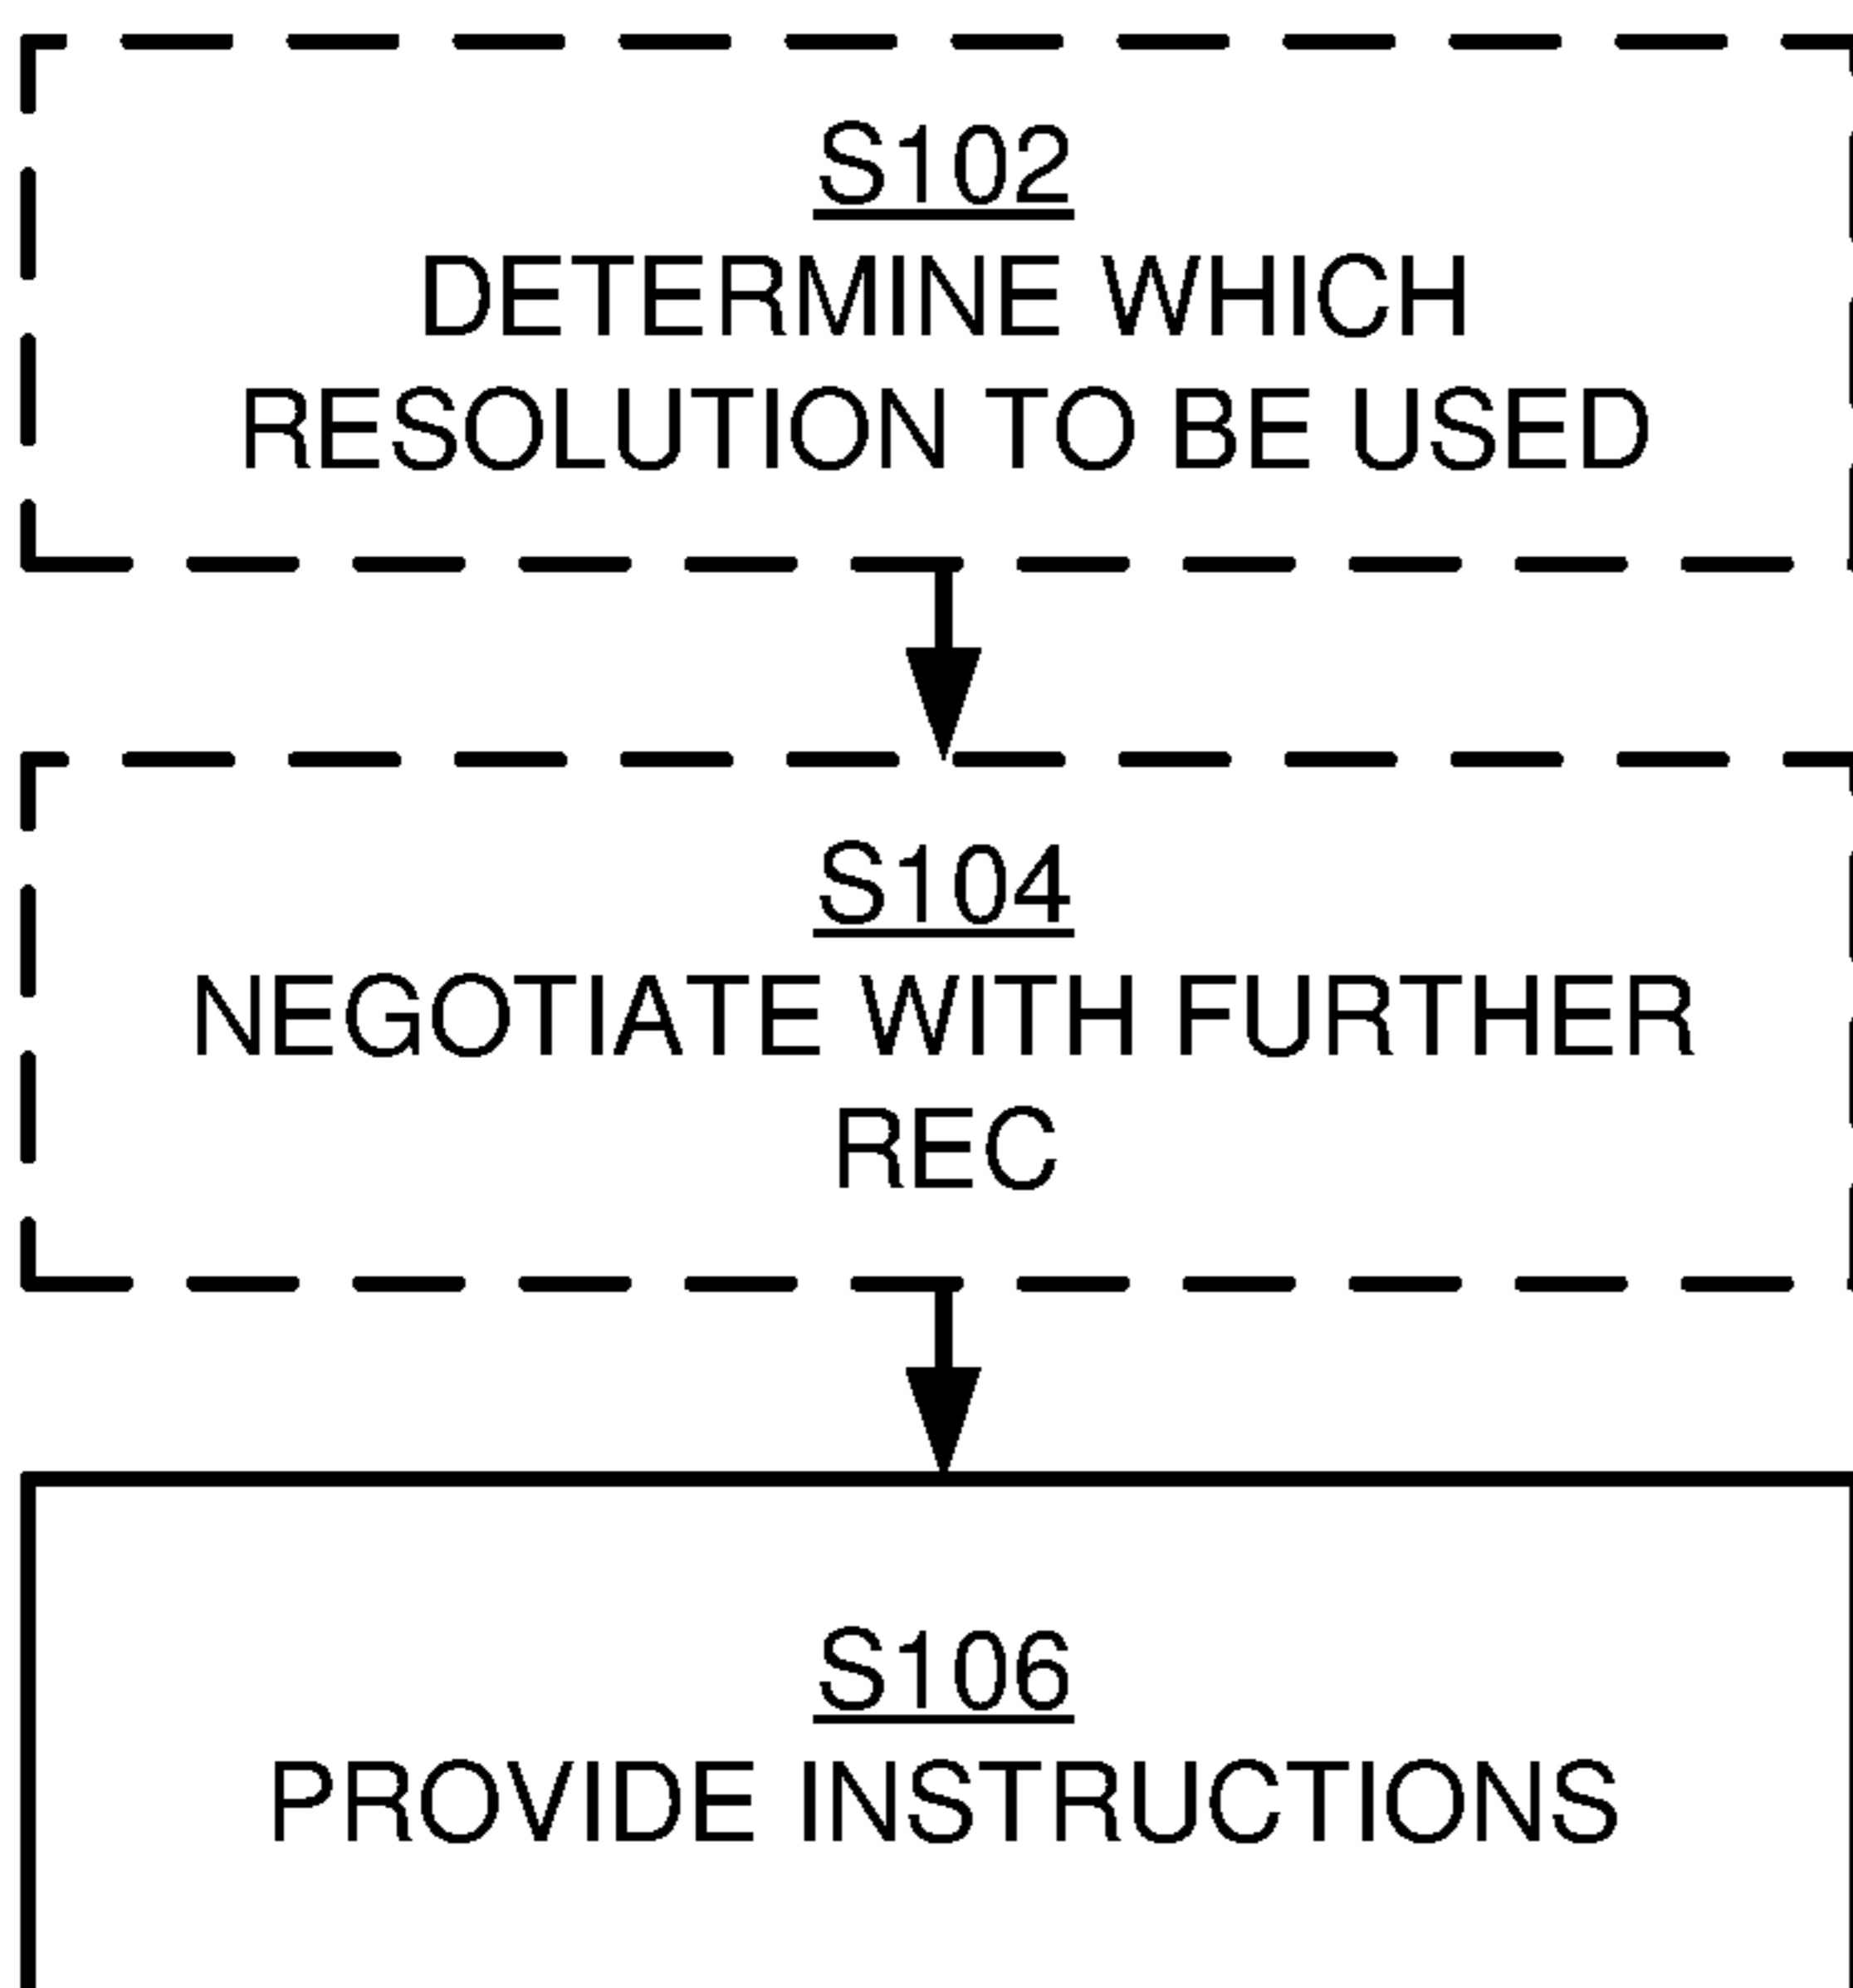 S102
DETERMINE WHICH
RESOLUTION TO BE USED
S104
NEGOTIATE WITH FURTHER
REC
S106
PROVIDE INSTRUCTIONS